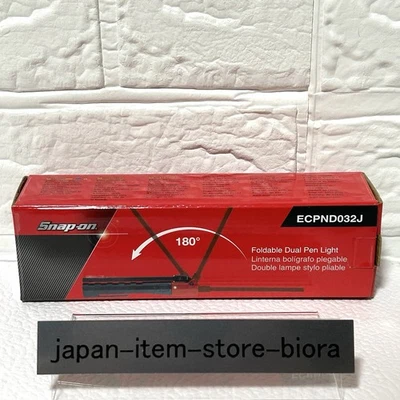 Snap-on
ECPND032J
180°
Foldable Dual Pen Light
Linterna bolígrafo plegable
Double lampe stylo pliable
japan-item-store-biora